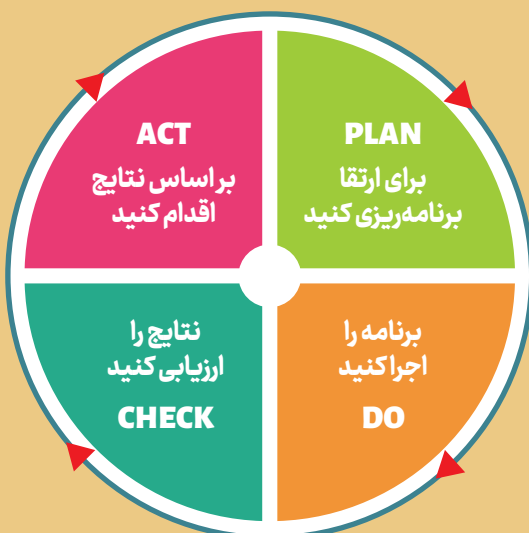 PLAN
برای ارتقا
برنامه‌ریزی کنید
برنامه را
اجرا کنید
DO
نتایج را
ارزیابی کنید
CHECK
ACT
بر اساس نتایج
اقدام کنید